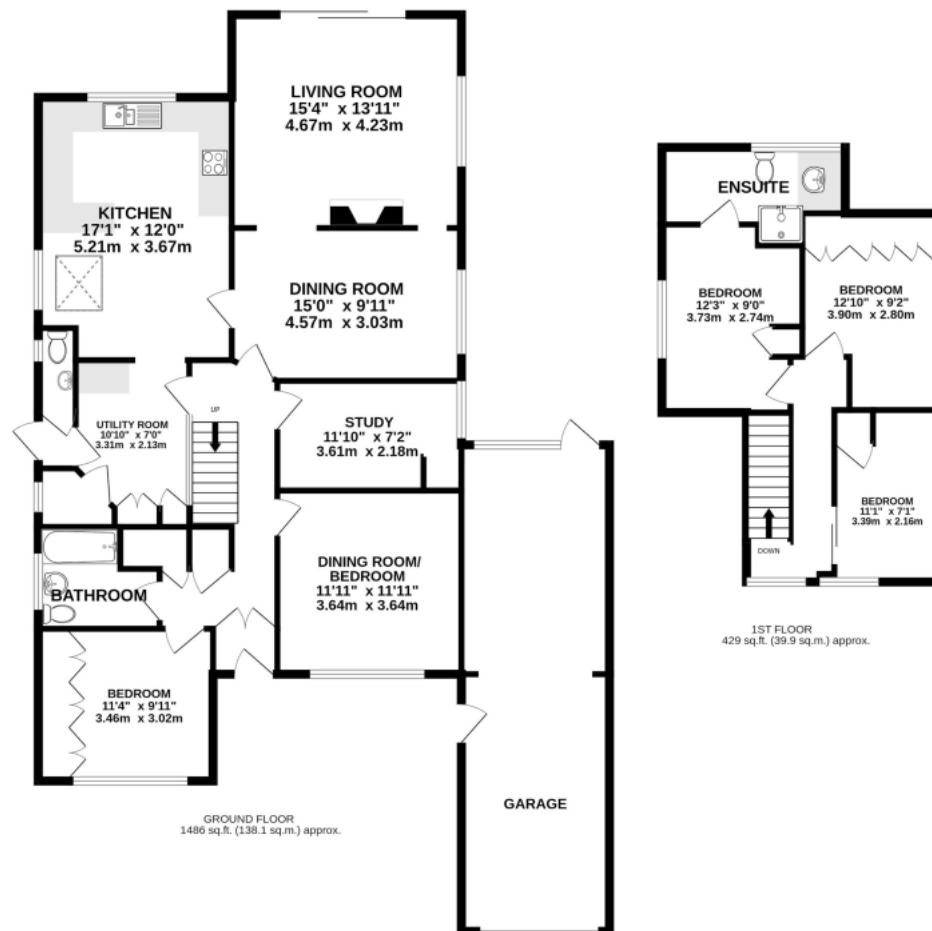 LIVING ROOM
15'4" x 13'11"
4.67m x 4.23m
KITCHEN
17'1" x 12'0"
5.21m x 3.67m
DINING ROOM
15'0" x 9'11"
4.57m x 3.03m
UTILITY ROOM
10'10" x 7'0"
3.31m x 2.13m
UP
STUDY
11'10" x 7'2"
3.61m x 2.18m
DINING ROOM/
BEDROOM
11'11" x 11'11"
3.64m x 3.64m
BATHROOM
BEDROOM
11'4" x 9'11"
3.46m x 3.02m
GARAGE
GROUND FLOOR
1486 sq.ft. (138.1 sq.m.) approx.
ENSUITE
BEDROOM
12'3" x 9'0"
3.73m x 2.74m
BEDROOM
12'10" x 9'2"
3.90m x 2.80m
BEDROOM
11'1" x 7'1"
3.39m x 2.16m
DOWN
1ST FLOOR
429 sq.ft. (39.9 sq.m.) approx.